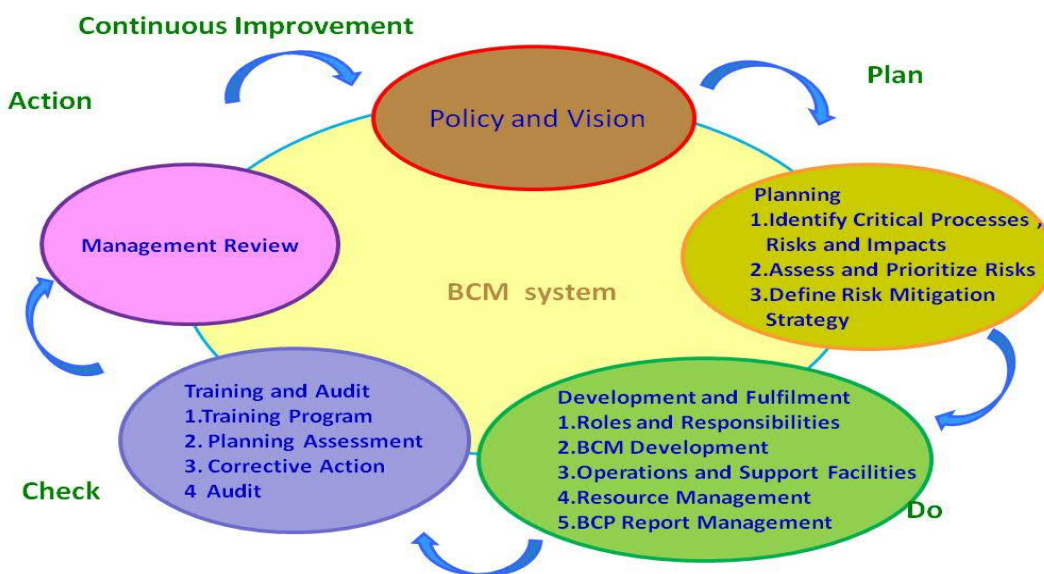 Continuous Improvement
Action
Plan
Policy and Vision
Planning
1.Identify Critical Processes ,
Risks and Impacts
2.Assess and Prioritize Risks
3.Define Risk Mitigation
Strategy
Management Review
BCM system
Training and Audit
1.Training Program
2. Planning Assessment
3. Corrective Action
4 Audit
Check
Development and Fulfilment
1.Roles and Responsibilities
2.BCM Development
3.Operations and Support Facilities
4.Resource Management
5.BCP Report Management
Do